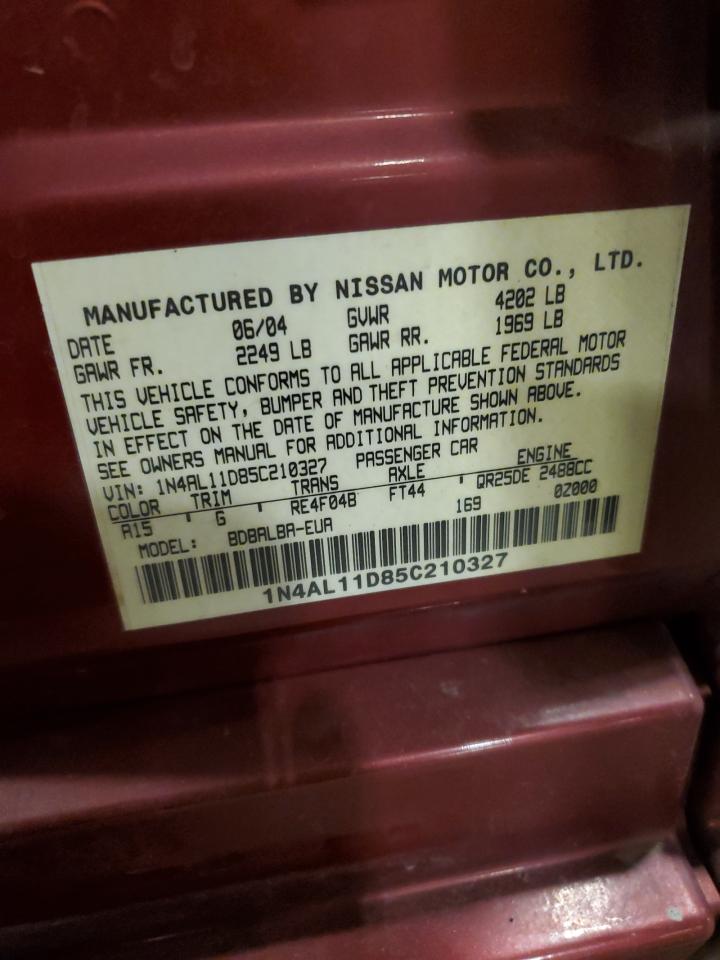 MANUFACTURED BY NISSAN MOTOR CO., LTD.
DATE 06/04 GVWR 4202 LB
GAWR FR. 2249 LB GAWR RR. 1969 LB
THIS VEHICLE CONFORMS TO ALL APPLICABLE FEDERAL MOTOR
VEHICLE SAFETY, BUMPER AND THEFT PREVENTION STANDARDS
IN EFFECT ON THE DATE OF MANUFACTURE SHOWN ABOVE.
SEE OWNERS MANUAL FOR ADDITIONAL INFORMATION.
VIN: 1N4AL11D85C210327 PASSENGER CAR
COLOR TRIM TRANS AXLE ENGINE
A15 G RE4F04B FT44 QR25DE 2488CC
MODEL: BDBALBA-EUA 169 0Z000
1N4AL11D85C210327